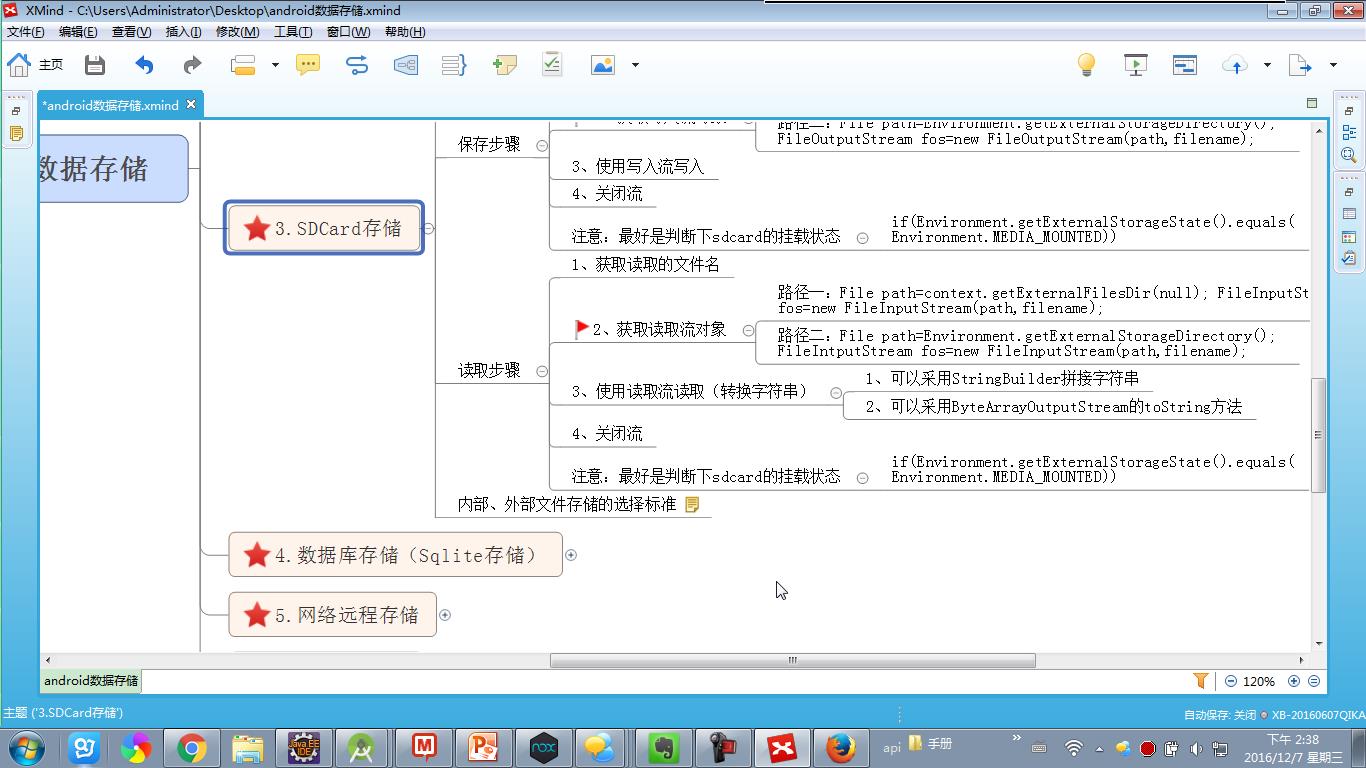 XMind - C:\Users\Administrator\Desktop\android数据存储.xmind
文件(F) 编辑(E) 查看(V) 插入(I) 修改(M) 工具(T) 窗口(W) 帮助(H)
主页
*android数据存储.xmind
数据存储
保存步骤
路径二: File path=Environment.getExternalStorageDirectory();
FileOutputStream fos=new FileOutputStream(path,filename);
3、使用写入流写入
4、关闭流
3.SDCard存储
注意: 最好是判断下sdcard的挂载状态
if(Environment.getExternalStorageState().equals(
Environment.MEDIA_MOUNTED))
1、获取读取的文件名
路径一: File path=context.getExternalFilesDir(null); FileInputSt
fos=new FileInputStream(path,filename);
2、获取读取流对象
路径二: File path=Environment.getExternalStorageDirectory();
FileIntputStream fos=new FileInputStream(path,filename);
读取步骤
3、使用读取流读取（转换字符串）
1、可以采用StringBuilder拼接字符串
2、可以采用ByteArrayOutputStream的toString方法
4、关闭流
注意: 最好是判断下sdcard的挂载状态
if(Environment.getExternalStorageState().equals(
Environment.MEDIA_MOUNTED))
内部、外部文件存储的选择标准
4.数据库存储（Sqlite存储）
5.网络远程存储
android数据存储
120%
主题 ('3.SDCard存储')
自动保存: 关闭
XB-20160607QIKA
Java EE
IDE
nox
api
手册
下午 2:38
2016/12/7 星期三